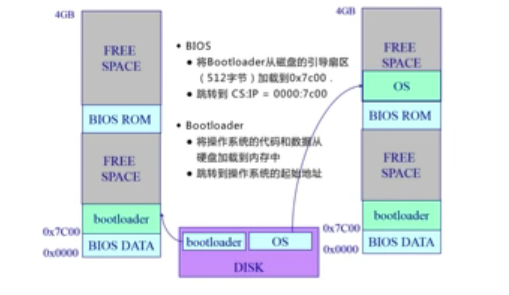 4GB
FREE
SPACE
BIOS ROM
FREE
SPACE
bootloader
0x7C00
BIOS DATA
0x0000
• BIOS
• 将Bootloader从磁盘的引导扇区
（512字节）加载到0x7c00．
• 跳转到 CS:IP = 0000:7c00
• Bootloader
• 将操作系统的代码和数据从
硬盘加载到内存中
• 跳转到操作系统的起始地址
bootloader
OS
DISK
4GB
FREE
SPACE
OS
BIOS ROM
FREE
SPACE
bootloader
0x7C00
BIOS DATA
0x0000